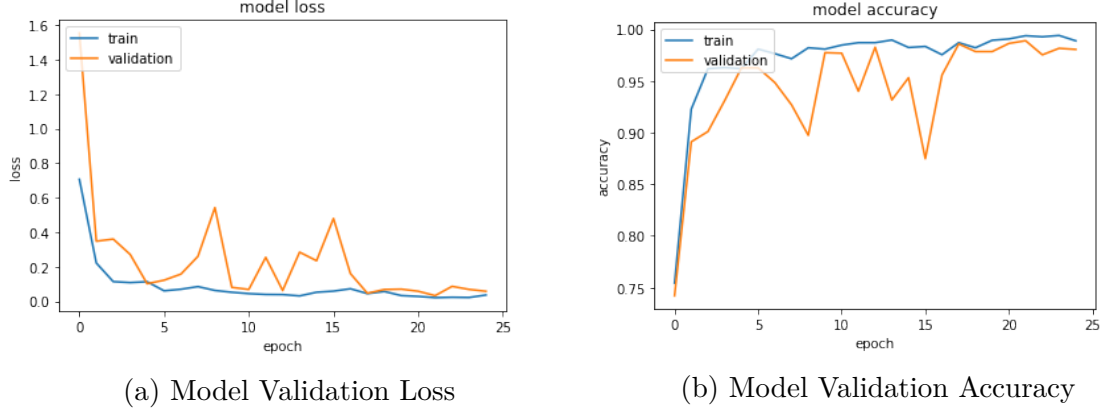 model loss
1.6
1.4
1.2
1.0
0.8
0.6
0.4
0.2
0.0
loss
train
validation
0 5 10 15 20 25
epoch
(a) Model Validation Loss
model accuracy
1.00
0.95
0.90
0.85
0.80
0.75
accuracy
train
validation
0 5 10 15 20 25
epoch
(b) Model Validation Accuracy